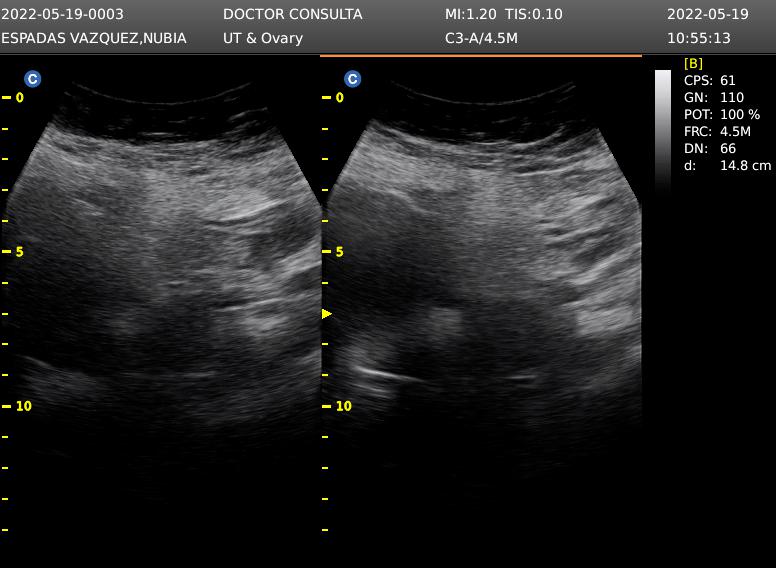 2022-05-19-0003 DOCTOR CONSULTA MI:1.20 TIS:0.10 2022-05-19
ESPADAS VAZQUEZ,NUBIA UT & Ovary C3-A/4.5M 10:55:13
[B]
CPS: 61
GN: 110
POT: 100 %
FRC: 4.5M
DN: 66
d: 14.8 cm
C C
0 0
5 5
10 10